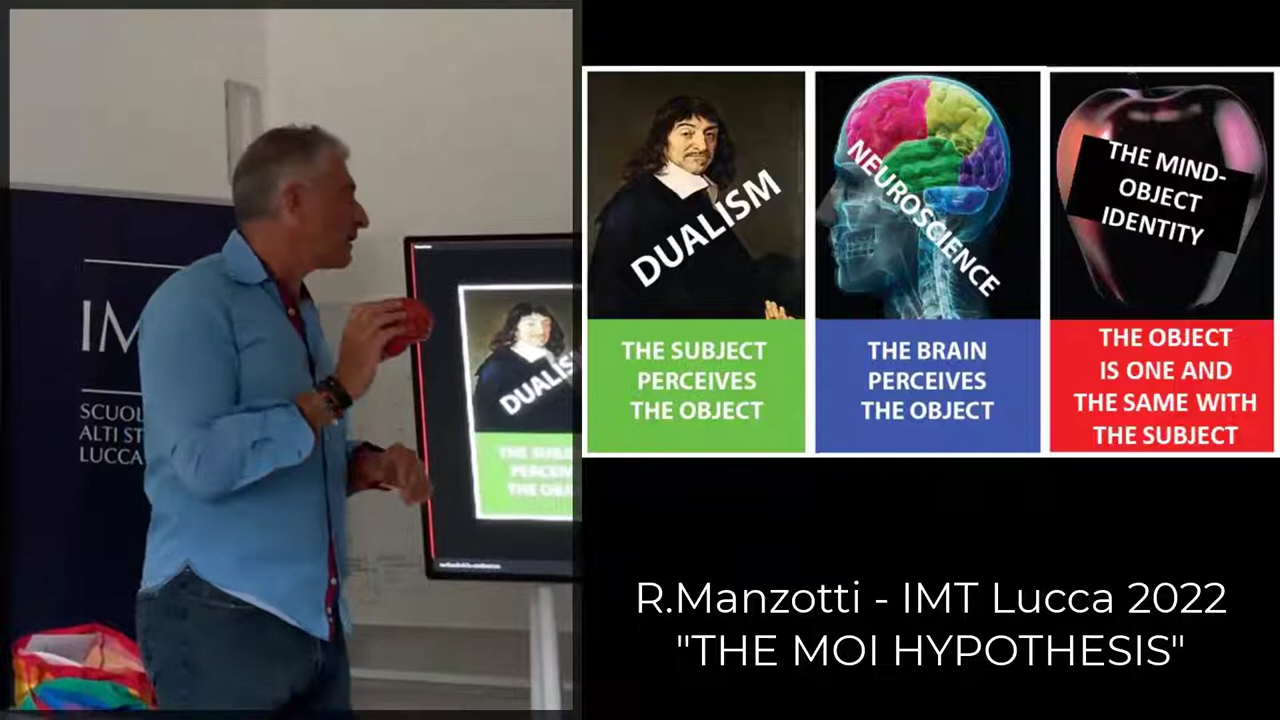 IM
SCUOL
ALTI ST
LUCCA
DUALIS
THE SUBJE
PERCEIV
THE OBJ
DUALISM
THE SUBJECT
PERCEIVES
THE OBJECT
NEUROSCIENCE
THE BRAIN
PERCEIVES
THE OBJECT
THE MIND-
OBJECT
IDENTITY
THE OBJECT
IS ONE AND
THE SAME WITH
THE SUBJECT
R.Manzotti - IMT Lucca 2022
"THE MOI HYPOTHESIS"